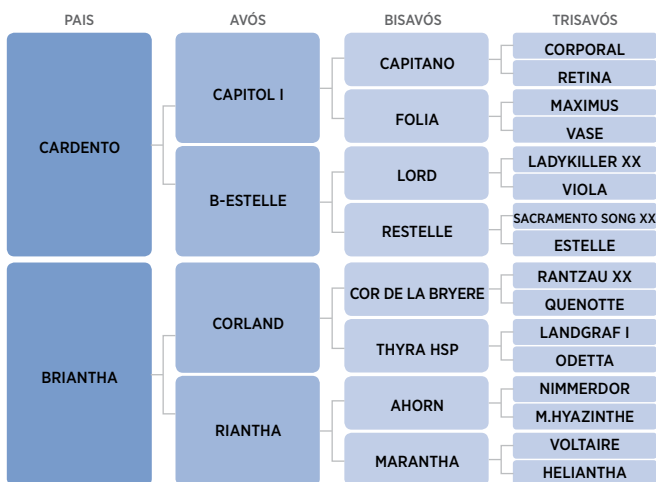 PAIS
AVÓS
BISAVÓS
TRISAVÓS
CARDENTO
CAPITOL I
CAPITANO
CORPORAL
RETINA
FOLIA
MAXIMUS
VASE
B-ESTELLE
LORD
LADYKILLER XX
VIOLA
RESTELLE
SACRAMENTO SONG XX
ESTELLE
BRIANTHA
CORLAND
COR DE LA BRYERE
RANTZAU XX
QUENOTTE
THYRA HSP
LANDGRAF I
ODETTA
RIANTHA
AHORN
NIMMERDOR
M.HYAZINTHE
MARANTHA
VOLTAIRE
HELIANTHA